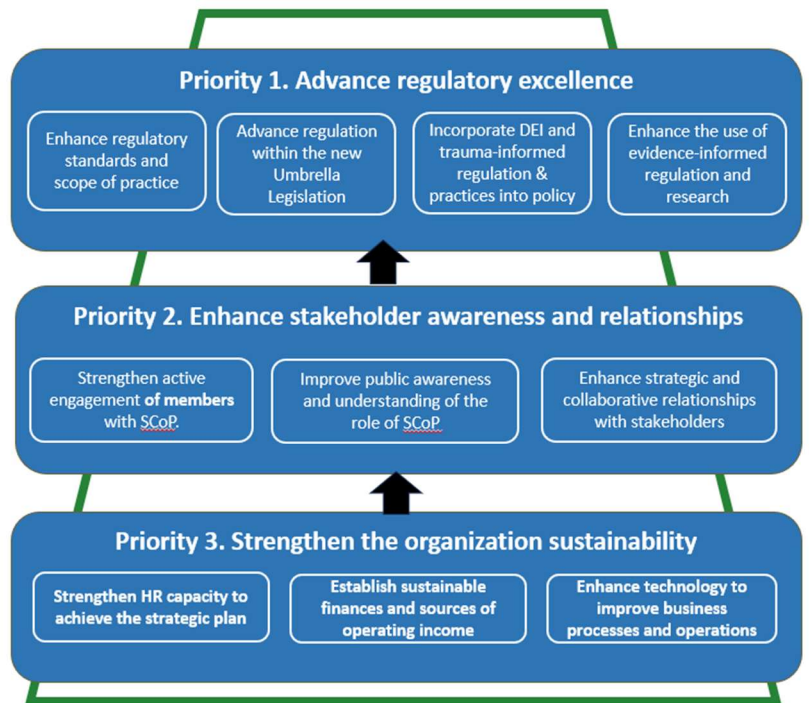 Priority 1. Advance regulatory excellence
Enhance regulatory
standards and
scope of practice
Advance regulation
within the new
Umbrella
Legislation
Incorporate DEI and
trauma-informed
regulation &
practices into policy
Enhance the use of
evidence-informed
regulation and
research
Priority 2. Enhance stakeholder awareness and relationships
Strengthen active
engagement of members
with SCoP.
Improve public awareness
and understanding of the
role of SCoP
Enhance strategic and
collaborative relationships
with stakeholders
Priority 3. Strengthen the organization sustainability
Strengthen HR capacity to
achieve the strategic plan
Establish sustainable
finances and sources of
operating income
Enhance technology to
improve business
processes and operations